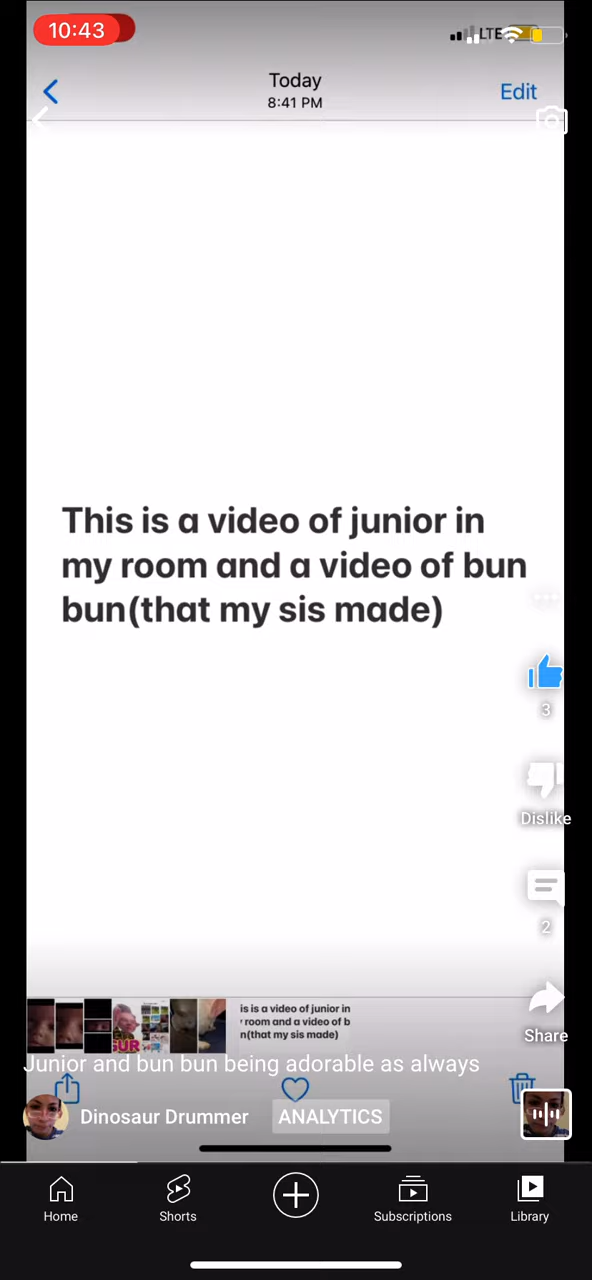 10:43
LTE
Today
8:41 PM
Edit
This is a video of junior in
my room and a video of bun
bun(that my sis made)
3
Dislike
2
Share
is is a video of junior in
room and a video of b
n(that my sis made)
Junior and bun bun being adorable as always
Dinosaur Drummer
ANALYTICS
Home
Shorts
Subscriptions
Library